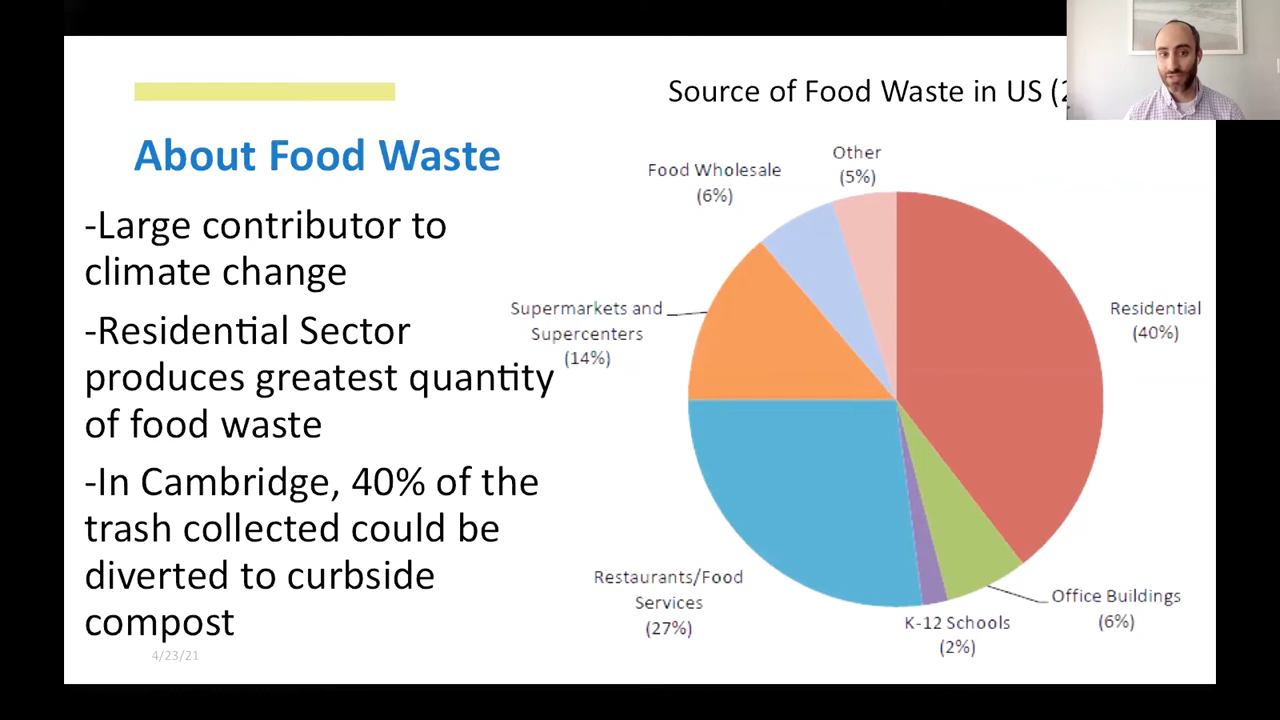 Source of Food Waste in US (
About Food Waste
-Large contributor to
climate change
-Residential Sector
produces greatest quantity
of food waste
-In Cambridge, 40% of the
trash collected could be
diverted to curbside
compost
4/23/21
Other
(5%)
Food Wholesale
(6%)
Supermarkets and
Supercenters
(14%)
Residential
(40%)
Restaurants/Food
Services
(27%)
Office Buildings
(6%)
K-12 Schools
(2%)